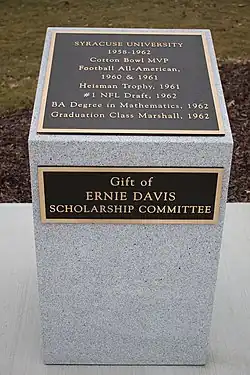 SYRACUSE UNIVERSITY
1958-1962
Cotton Bowl MVP
Football All-American,
1960 & 1961
Heisman Trophy, 1961
#1 NFL Draft, 1962
BA Degree in Mathematics, 1962
Graduation Class Marshall, 1962
Gift of
ERNIE DAVIS
SCHOLARSHIP COMMITTEE